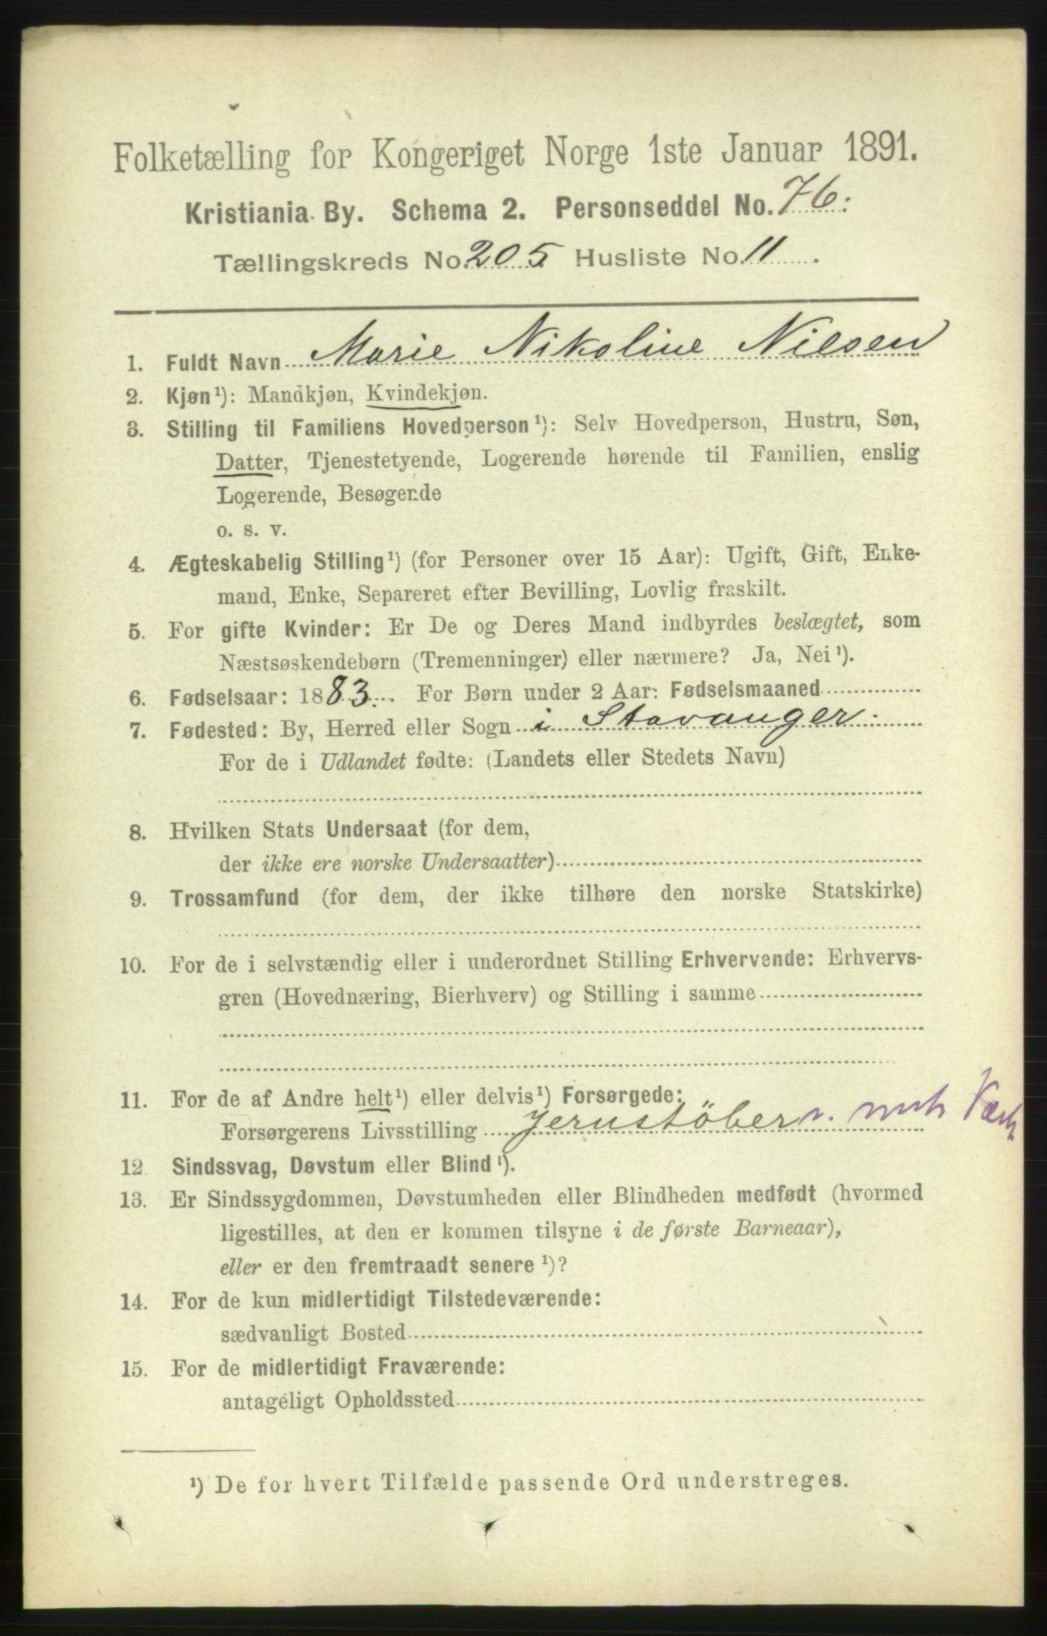 Folketælling for Kongeriget Norge 1ste Januar 1891.
Kristiania By. Schema 2. Personseddel No. 76.
Tællingskreds No. 205 Husliste No. 11.
1. Fuldt Navn Marie Nikoline Nielsen
2. Kjøn¹): Mandkjøn, Kvindekjøn.
3. Stilling til Familiens Hovedperson¹): Selv Hovedperson, Hustru, Søn,
Datter, Tjenestetyende, Logerende hørende til Familien, enslig
Logerende, Besøgende
o. s. v.
4. Ægteskabelig Stilling¹) (for Personer over 15 Aar): Ugift, Gift, Enke-
mand, Enke, Separeret efter Bevilling, Lovlig fraskilt.
5. For gifte Kvinder: Er De og Deres Mand indbyrdes beslægtet, som
Næstsøskendebørn (Tremenninger) eller nærmere? Ja, Nei¹).
6. Fødselsaar: 1883. For Børn under 2 Aar: Fødselsmaaned
7. Fødested: By, Herred eller Sogn i Stavanger.
For de i Udlandet fødte: (Landets eller Stedets Navn)
8. Hvilken Stats Undersaat (for dem,
der ikke ere norske Undersaatter)
9. Trossamfund (for dem, der ikke tilhøre den norske Statskirke)
10. For de i selvstændig eller i underordnet Stilling Erhvervende: Erhvervs-
gren (Hovednæring, Bierhverv) og Stilling i samme
11. For de af Andre helt¹) eller delvis¹) Forsørgede:
Forsørgerens Livsstilling Jernstöber v. mek Værk
12. Sindssvag, Døvstum eller Blind¹).
13. Er Sindssygdommen, Døvstumheden eller Blindheden medfødt (hvormed
ligestilles, at den er kommen tilsyne i de første Barneaar),
eller er den fremtraadt senere¹)?
14. For de kun midlertidigt Tilstedeværende:
sædvanligt Bosted
15. For de midlertidigt Fraværende:
antageligt Opholdssted
¹) De for hvert Tilfælde passende Ord understreges.